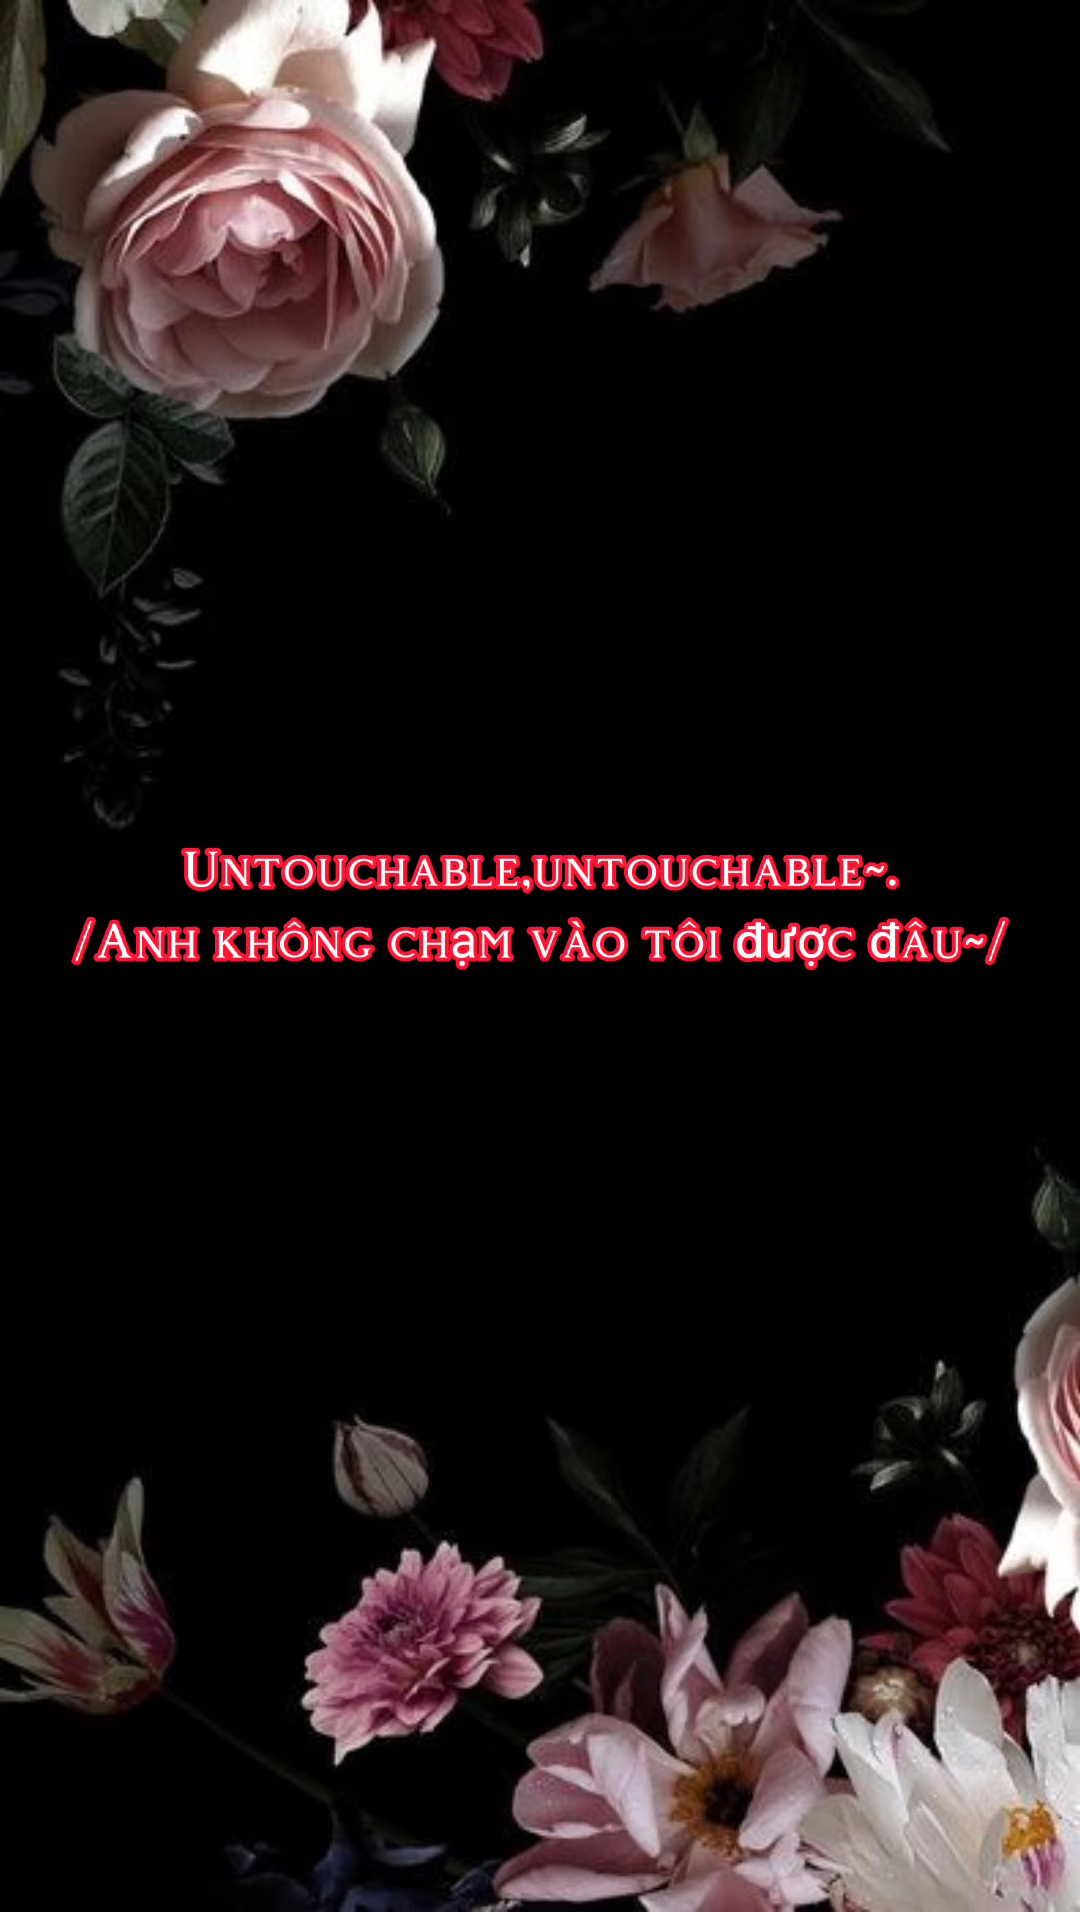 Untouchable,untouchable~.
/Anh không chạm vào tôi được đâu~/